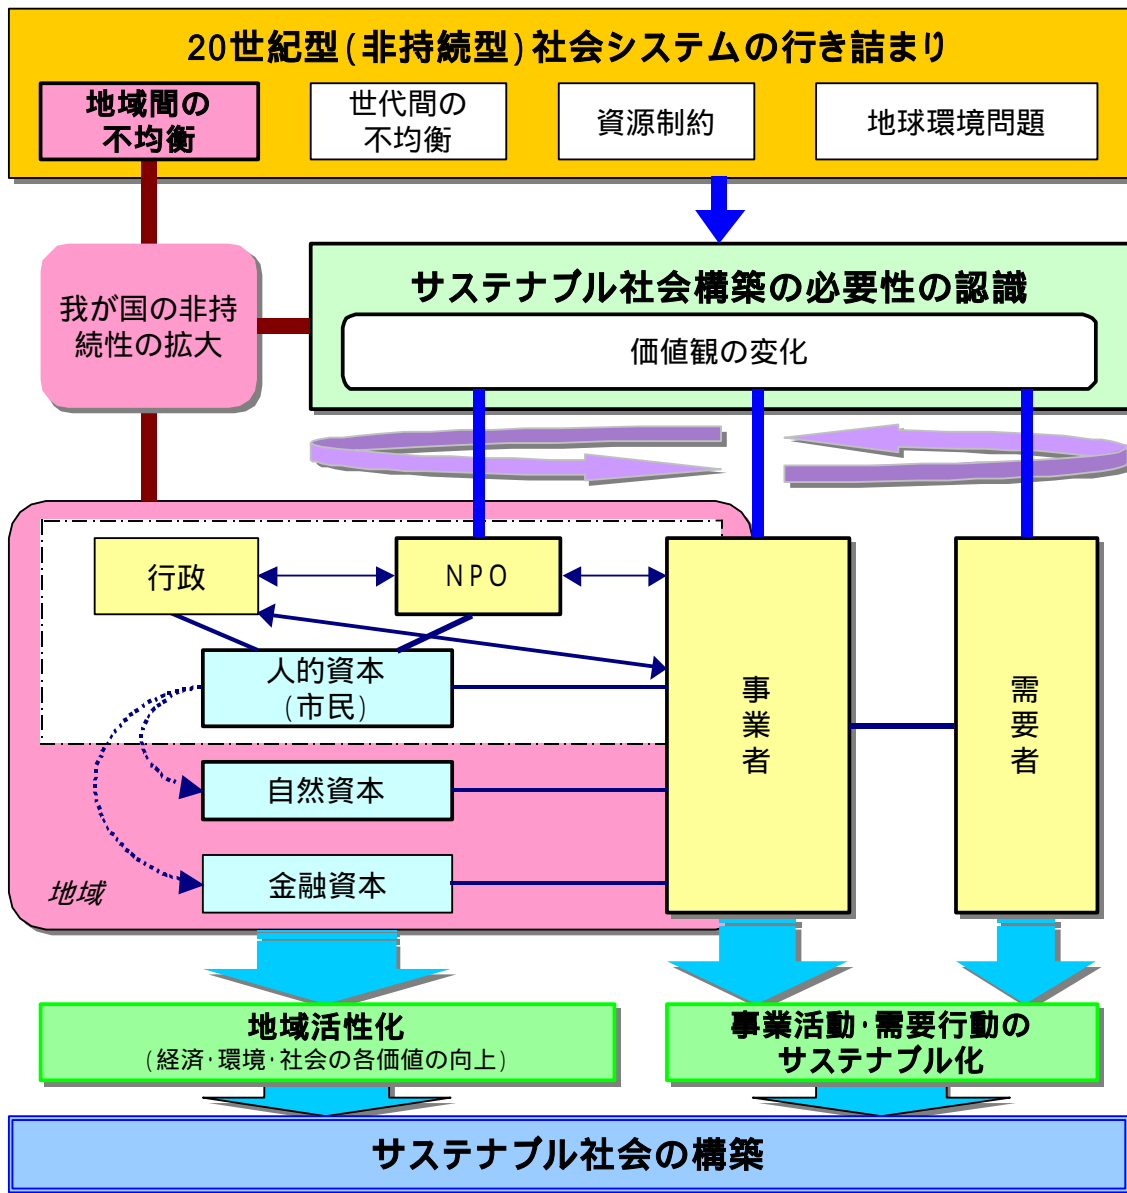 20世紀型(非持続型)社会システムの行き詰まり
地域間の
不均衡
世代間の
不均衡
資源制約
地球環境問題
我が国の非持
続性の拡大
サステナブル社会構築の必要性の認識
価値観の変化
行政
NPO
人的資本
(市民)
自然資本
金融資本
地域
事業者
需要者
地域活性化
(経済・環境・社会の各価値の向上)
事業活動・需要行動の
サステナブル化
サステナブル社会の構築